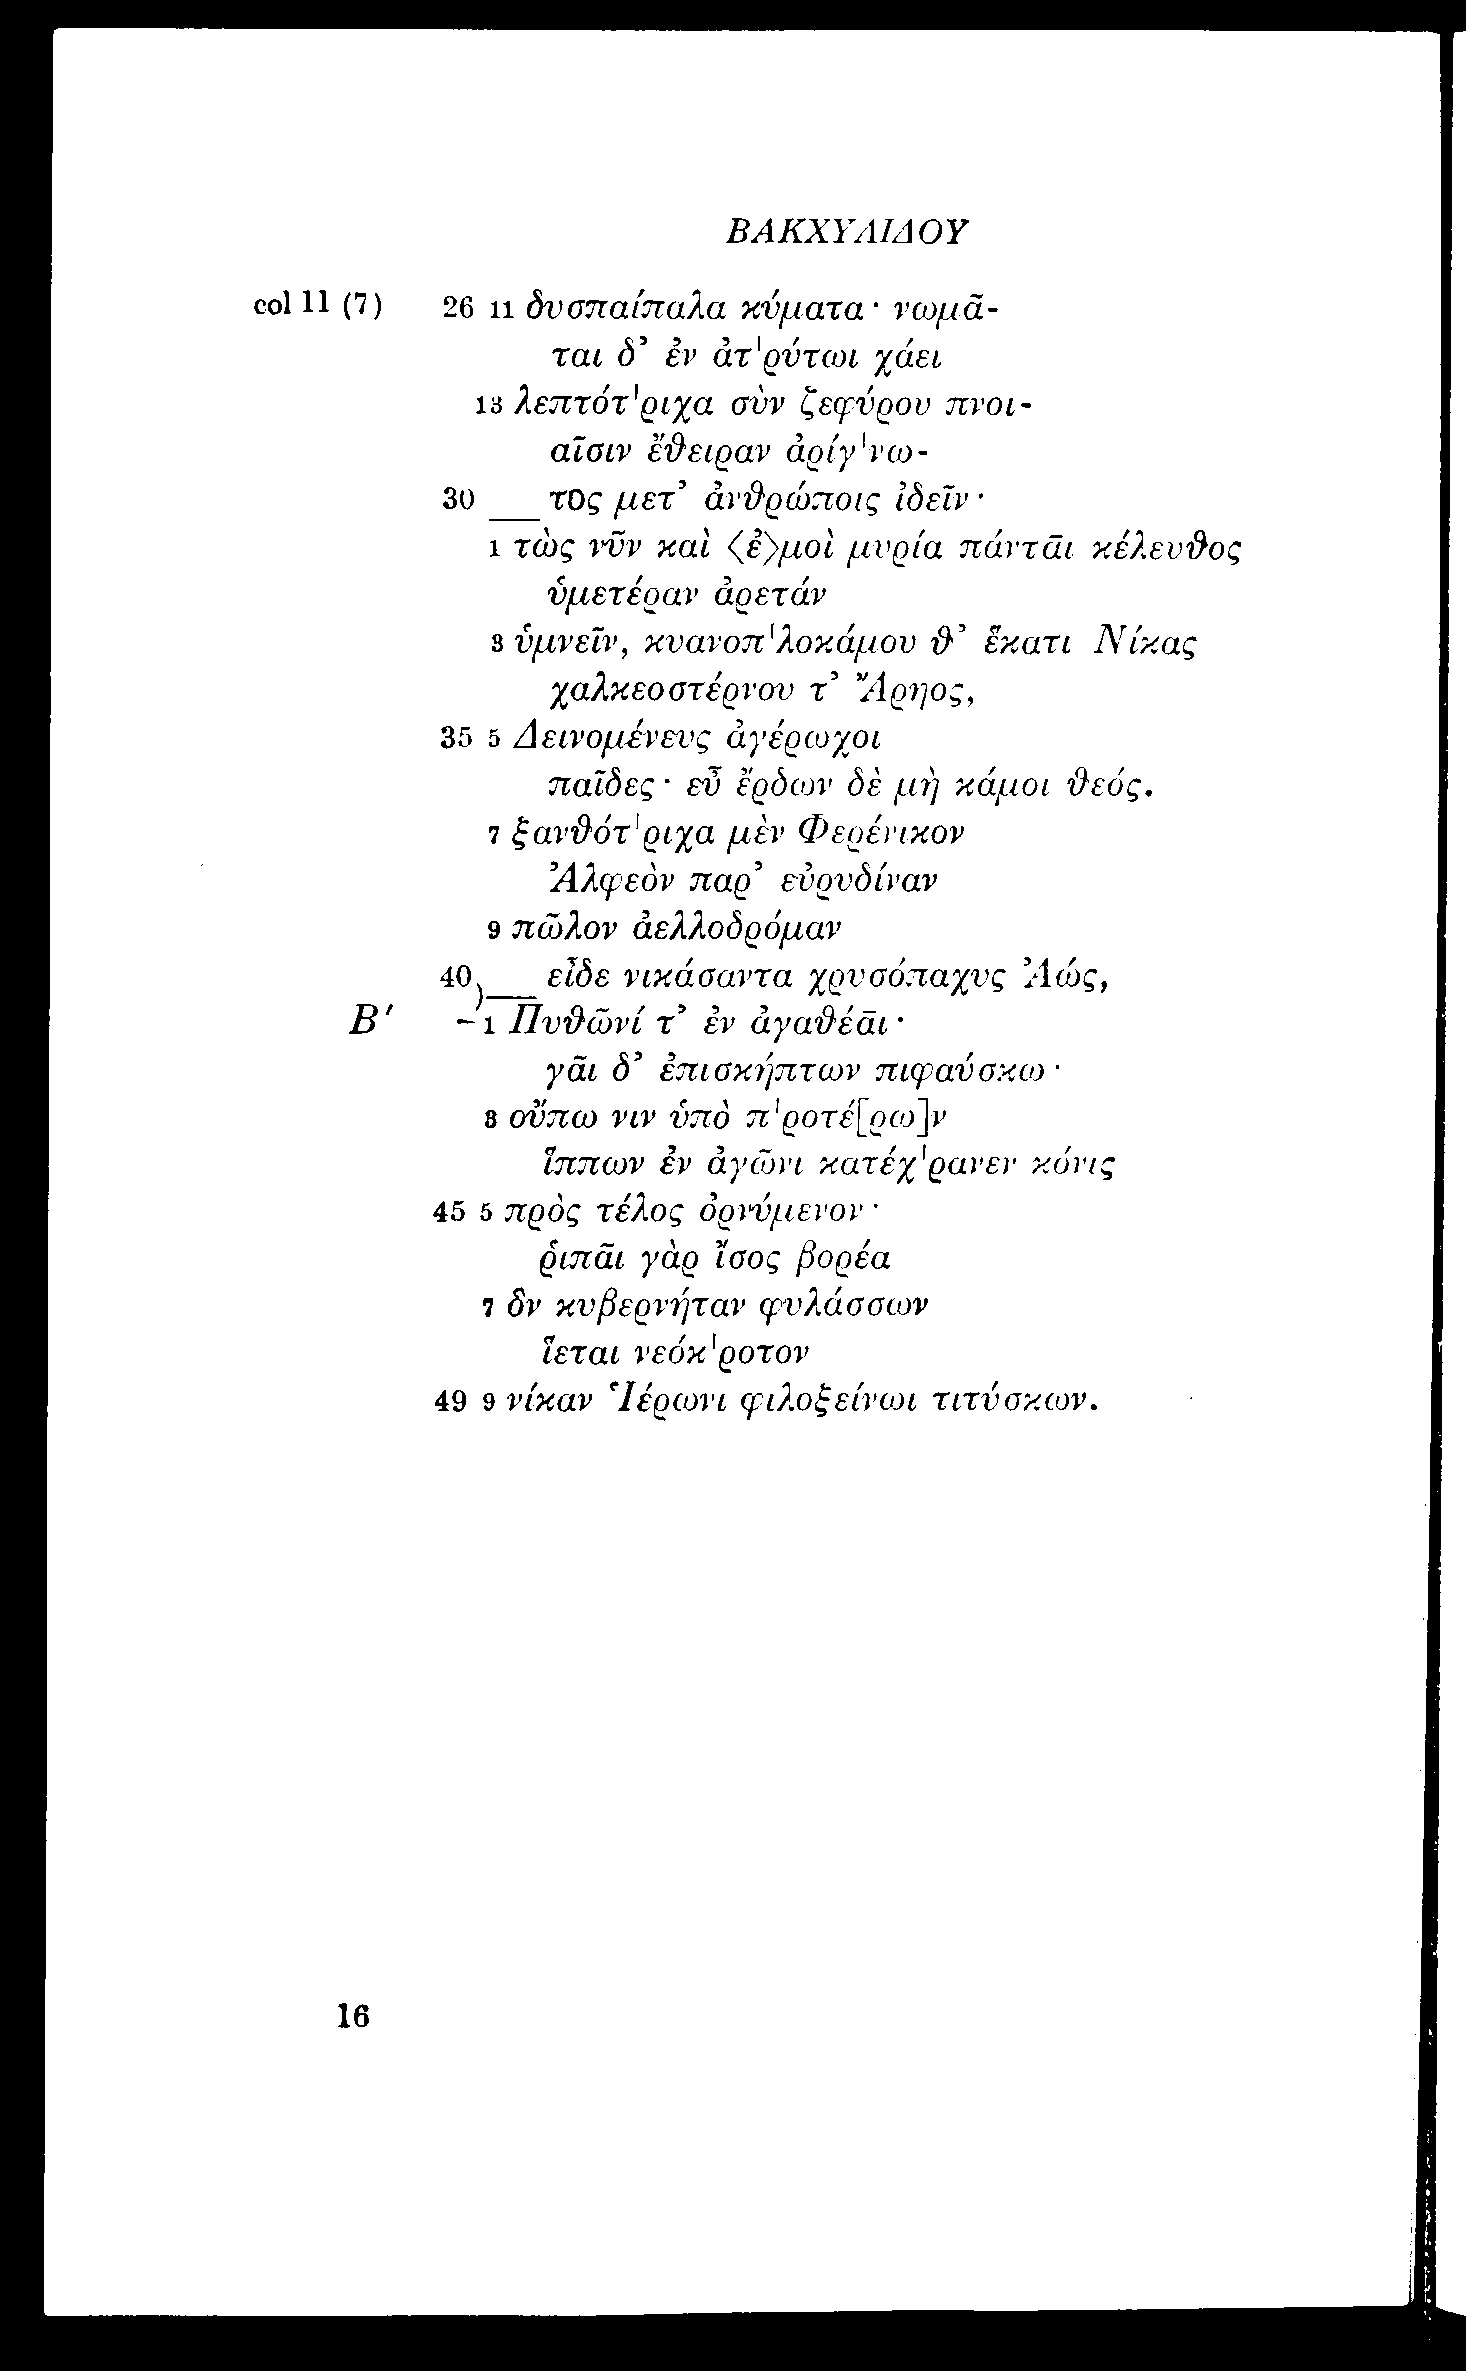 ΒΑΚΧΥΛΙΔΟΥ
col 11 (7) 26 11 δυσπαίπαλα κύματα· νωμᾶ-
ται δ’ ἐν ἀτ'ρύτωι χάει
13 λεπτότ'ριχα σὺν ζεφύρου πνοι-
αῖσιν ἔθειραν ἀρίγ'νω-
30 __ τος μετ’ ἀνθρώποις ἰδεῖν·
1 τὼς νῦν καὶ ⟨ἐ⟩μοὶ μυρία πάντᾱι κέλευθος
ὑμετέραν ἀρετάν
3 ὑμνεῖν, κυανοπ'λοκάμου θ’ ἕκατι Νίκας
χαλκεοστέρνου τ’ Ἄρηος,
35 5 Δεινομένευς ἀγέρωχοι
παῖδες· εὖ ἔρδων δὲ μὴ κάμοι θεός.
7 ξανθότ'ριχα μὲν Φερένικον
Ἀλφεὸν παρ’ εὐρυδίναν
9 πῶλον ἀελλοδρόμαν
40 )__ εἶδε νικάσαντα χρυσόπαχυς Ἀώς,
Β′ -1 Πυθῶνί τ’ ἐν ἀγαθέᾱι·
γᾶι δ’ ἐπισκήπτων πιφαύσκω·
3 οὔπω νιν ὑπὸ π'ροτέ[ρω]ν
ἵππων ἐν ἀγῶνι κατέχ'ρανεν κόνις
45 5 πρὸς τέλος ὀρνύμενον·
ῥιπᾶι γὰρ ἴσος βορέα
7 ὃν κυβερνήταν φυλάσσων
ἵεται νεόκ'ροτον
49 9 νίκαν Ἱέρωνι φιλοξείνωι τιτύσκων.
16